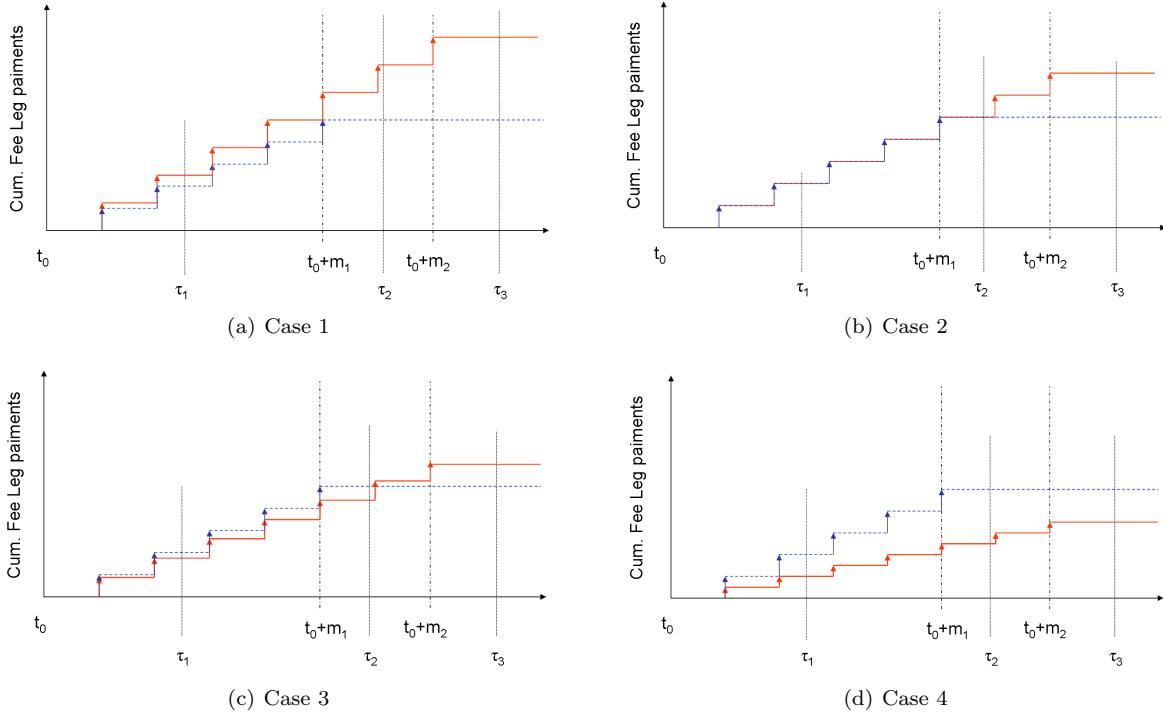 Cum. Fee Leg paiments
t₀
t₀+m₁
t₀+m₂
τ₁
τ₂
τ₃
(a) Case 1
Cum. Fee Leg paiments
t₀
t₀+m₁
t₀+m₂
τ₁
τ₂
τ₃
(b) Case 2
Cum. Fee Leg paiments
t₀
t₀+m₁
t₀+m₂
τ₁
τ₂
τ₃
(c) Case 3
Cum. Fee Leg paiments
t₀
t₀+m₁
t₀+m₂
τ₁
τ₂
τ₃
(d) Case 4